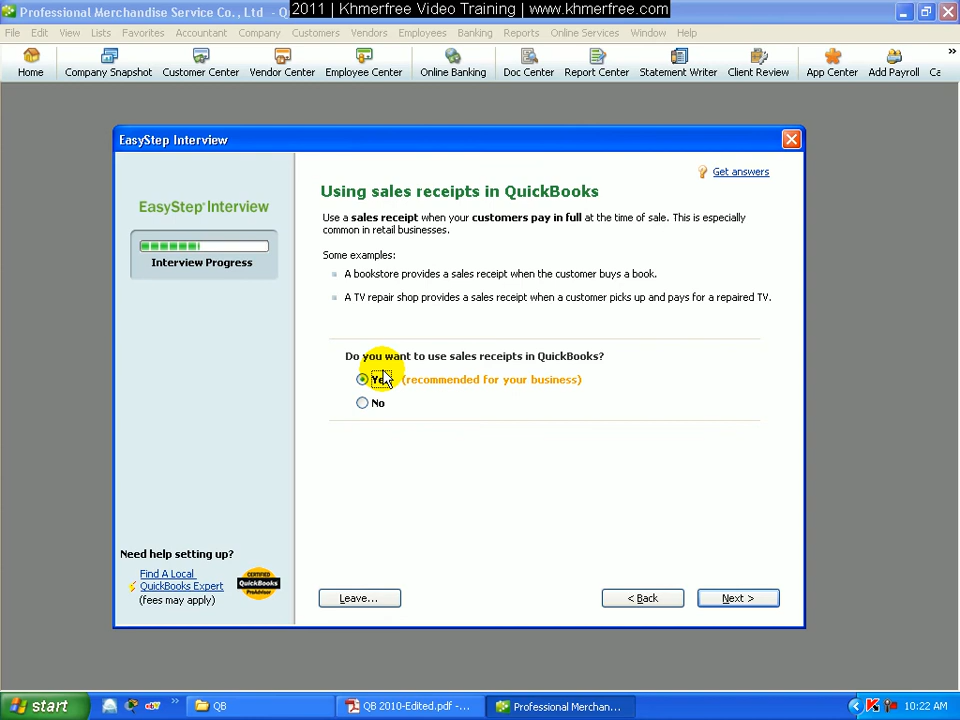 Professional Merchandise Service Co., Ltd - Q
2011 | Khmerfree Video Training | www.khmerfree.com
File Edit View Lists Favorites Accountant Company Customers Vendors Employees Banking Reports Online Services Window Help
Home Company Snapshot Customer Center Vendor Center Employee Center Online Banking Doc Center Report Center Statement Writer Client Review App Center Add Payroll Ca
EasyStep Interview
Get answers
Using sales receipts in QuickBooks
EasyStep Interview
Use a sales receipt when your customers pay in full at the time of sale. This is especially
common in retail businesses.
Interview Progress
Some examples:
A bookstore provides a sales receipt when the customer buys a book.
A TV repair shop provides a sales receipt when a customer picks up and pays for a repaired TV.
Do you want to use sales receipts in QuickBooks?
Yes (recommended for your business)
No
Need help setting up?
Find A Local
QuickBooks Expert
(fees may apply)
CERTIFIED
QuickBooks
ProAdvisor
Leave... < Back Next >
start QB QB 2010-Edited.pdf -... Professional Merchan... 10:22 AM